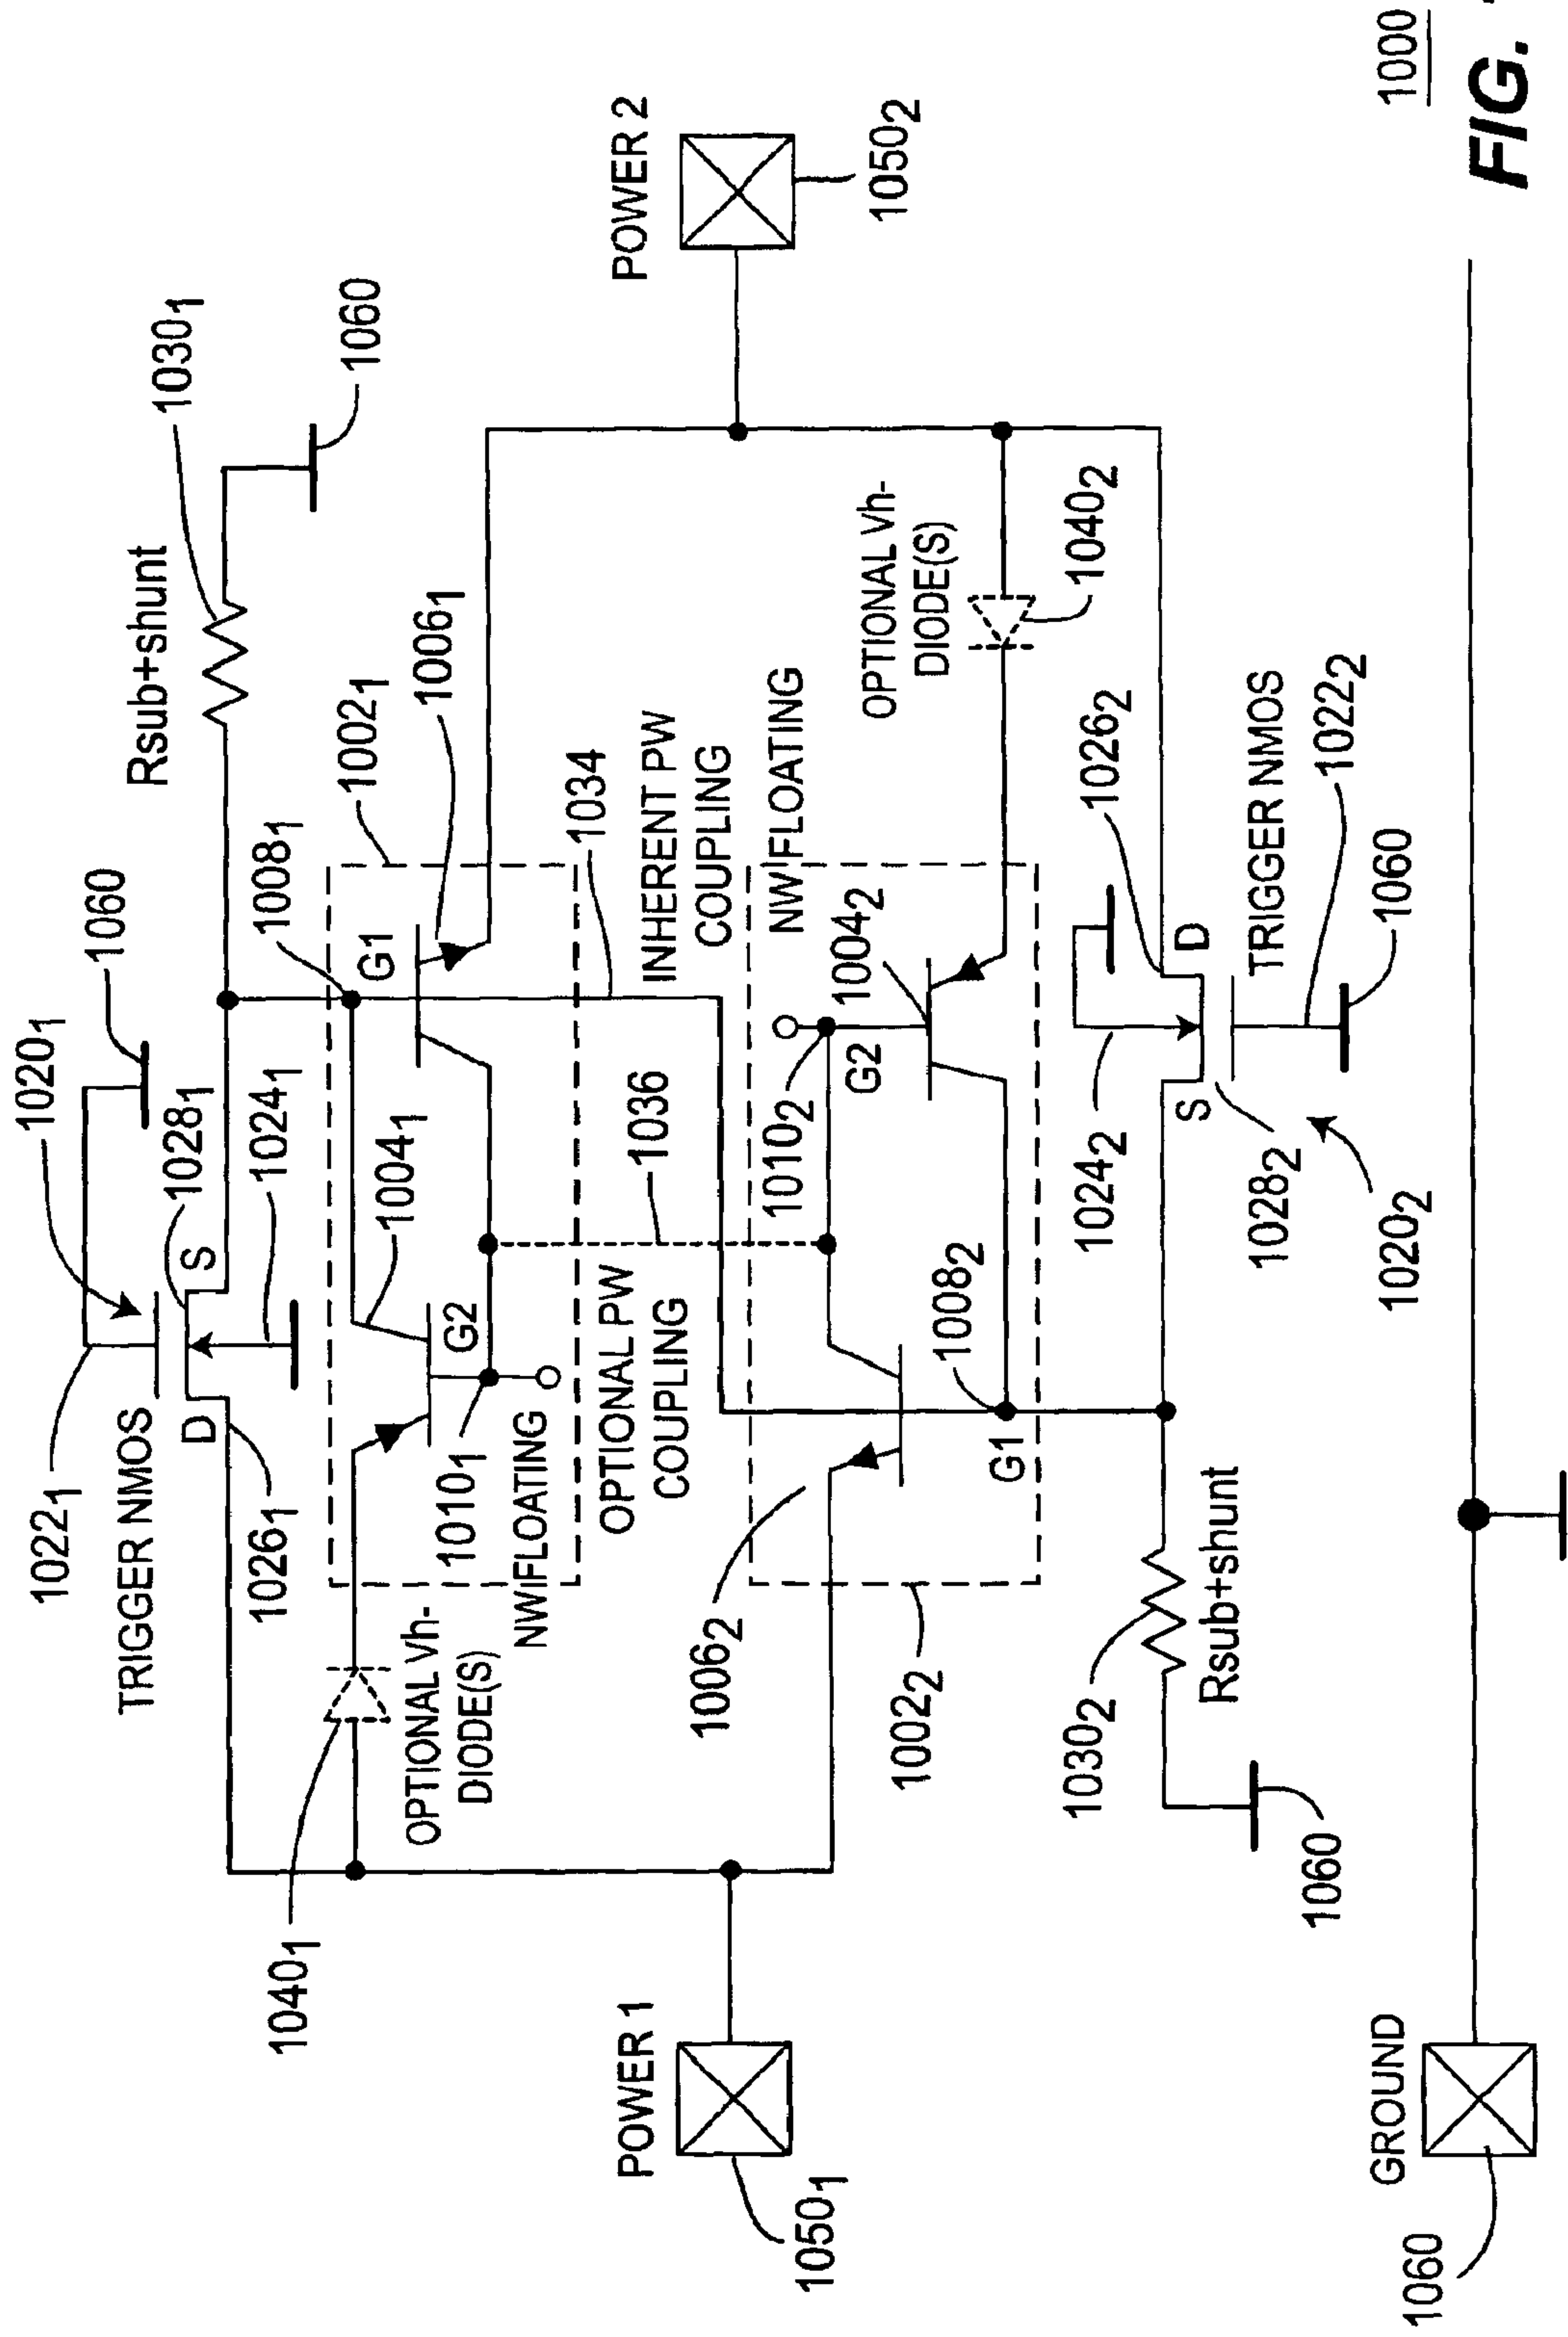 1022₁
TRIGGER NMOS
D
1026₁
S
1028₁
1020₁
1024₁
1060
Rsub+shunt
1030₁
1060
1008₁
1002₁
1006₁
G1
1004₁
G2
1010₁
NW FLOATING
1040₁
OPTIONAL Vh-
DIODE(S)
OPTIONAL PW
COUPLING
1036
1034
INHERENT PW
COUPLING
POWER 1
1050₁
POWER 2
1050₂
NW FLOATING
1004₂
1010₂
G2
OPTIONAL Vh-
DIODE(S)
1040₂
1006₂
1002₂
1008₂
G1
1030₂
Rsub+shunt
1060
1024₂
S
D
1026₂
1028₂
1020₂
TRIGGER NMOS
1022₂
1060
GROUND
1060
1000
FIG.